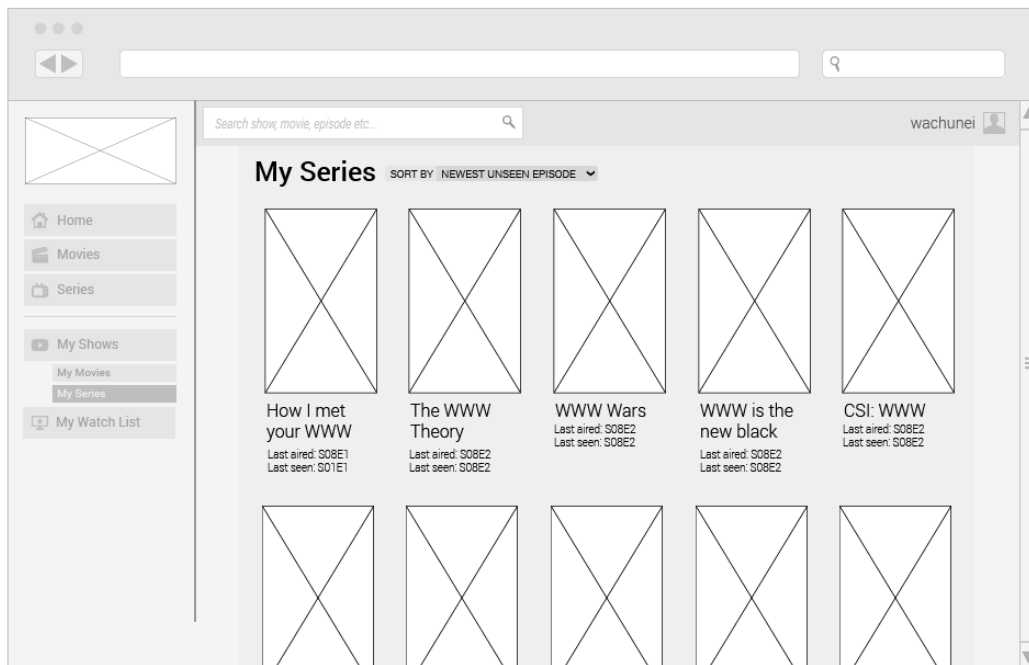 Search show, movie, episode etc...
wachunei
Home
Movies
Series
My Shows
My Movies
My Series
My Watch List
My Series SORT BY NEWEST UNSEEN EPISODE
How I met
your WWW
Last aired: S08E1
Last seen: S01E1
The WWW
Theory
Last aired: S08E2
Last seen: S08E2
WWW Wars
Last aired: S08E2
Last seen: S08E2
WWW is the
new black
Last aired: S08E2
Last seen: S08E2
CSI: WWW
Last aired: S08E2
Last seen: S08E2